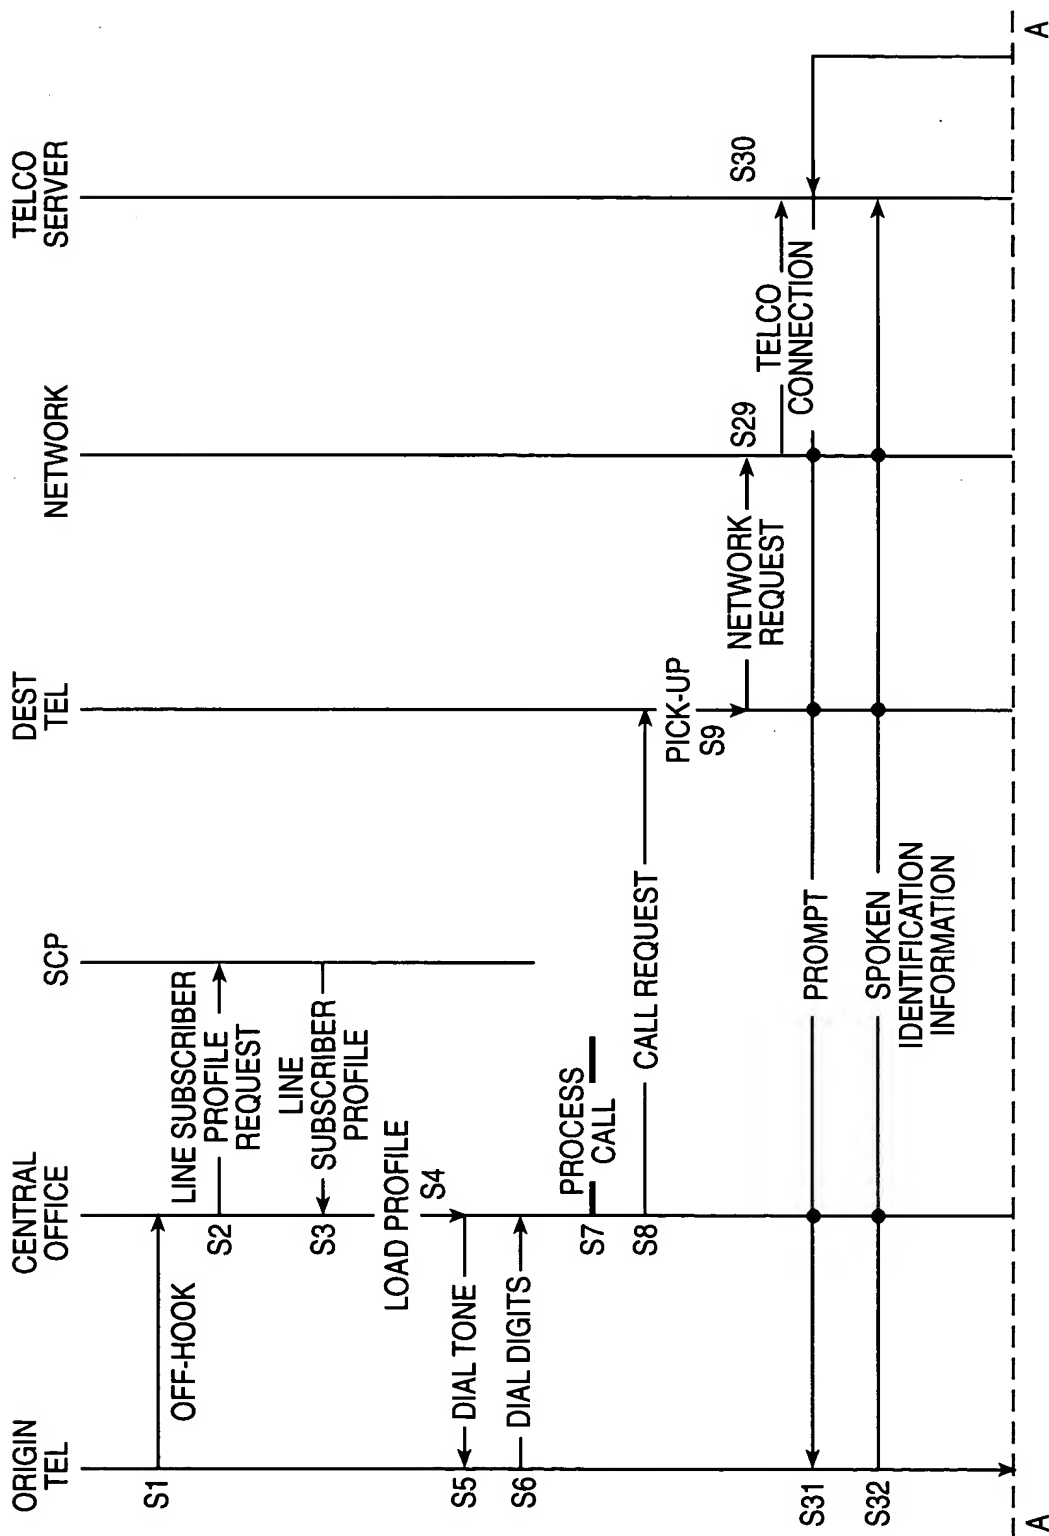 ORIGIN
TEL
CENTRAL
OFFICE
SCP
DEST
TEL
NETWORK
TELCO
SERVER
S1
OFF-HOOK
LINE SUBSCRIBER
PROFILE
REQUEST
S2
LINE
SUBSCRIBER
PROFILE
S3
LOAD PROFILE
S4
S5
DIAL TONE
S6
DIAL DIGITS
S7
PROCESS
CALL
S8
CALL REQUEST
PICK-UP
S9
NETWORK
REQUEST
S29
TELCO
CONNECTION
S30
S31
PROMPT
S32
SPOKEN
IDENTIFICATION
INFORMATION
A
A